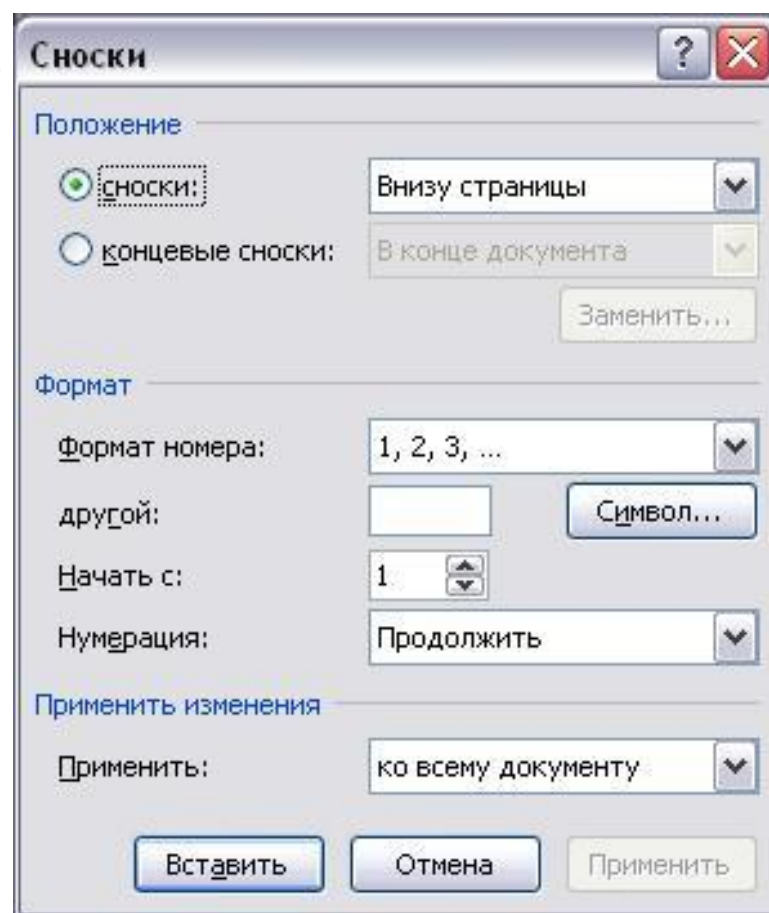 Сноски
Положение
сноски: Внизу страницы
концевые сноски: В конце документа
Заменить...
Формат
Формат номера: 1, 2, 3, ...
другой: Символ...
Начать с: 1
Нумерация: Продолжить
Применить изменения
Применить: ко всему документу
Вставить Отмена Применить